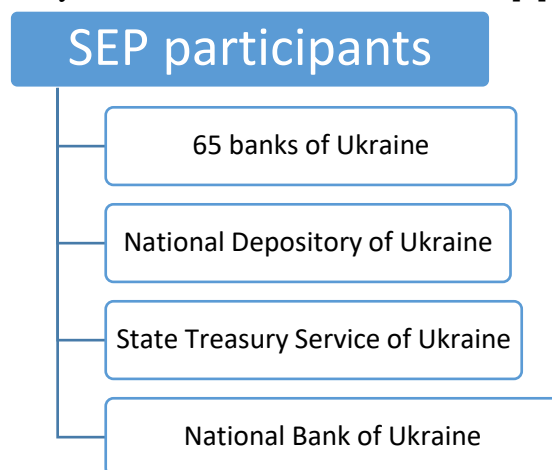 SEP participants
65 banks of Ukraine
National Depository of Ukraine
State Treasury Service of Ukraine
National Bank of Ukraine